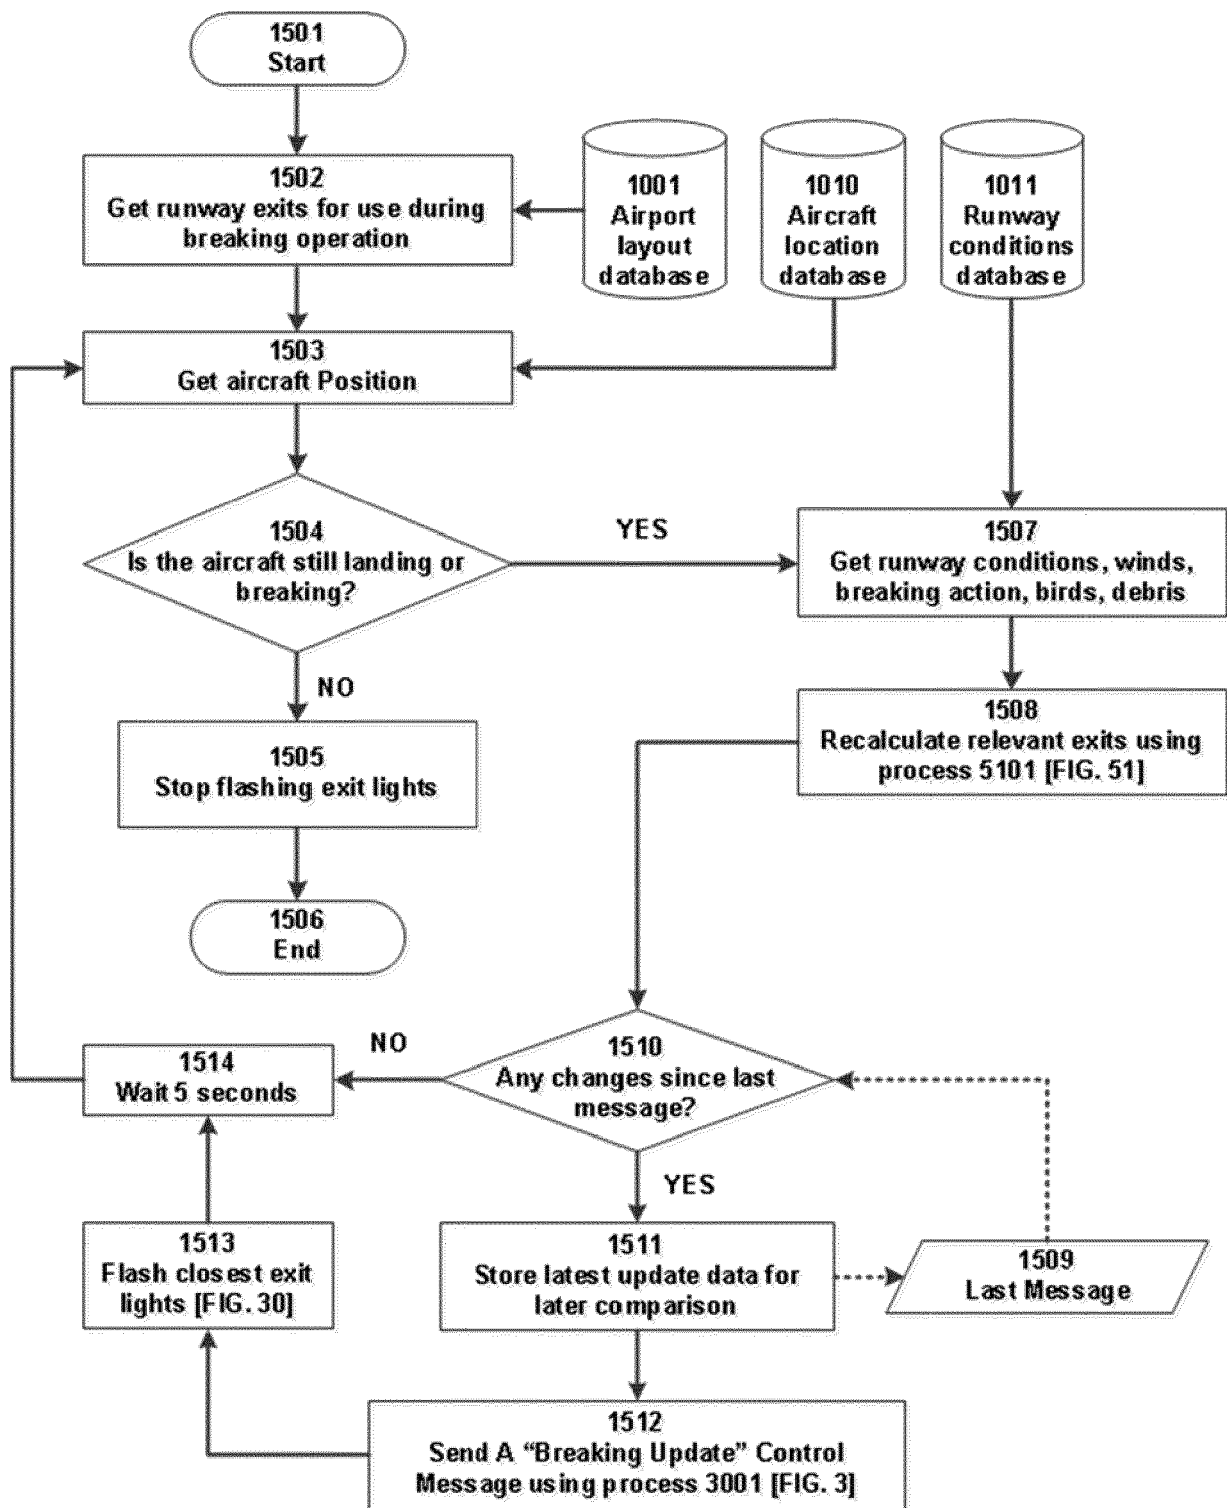 1501
Start
1502
Get runway exits for use during
breaking operation
1001
Airport
layout
database
1010
Aircraft
location
database
1011
Runway
conditions
database
1503
Get aircraft Position
1504
Is the aircraft still landing or
breaking?
YES
1507
Get runway conditions, winds,
breaking action, birds, debris
NO
1505
Stop flashing exit lights
1508
Recalculate relevant exits using
process 5101 [FIG. 51]
1506
End
1510
Any changes since last
message?
NO
1514
Wait 5 seconds
YES
1513
Flash closest exit
lights [FIG. 30]
1511
Store latest update data for
later comparison
1509
Last Message
1512
Send A “Breaking Update” Control
Message using process 3001 [FIG. 3]